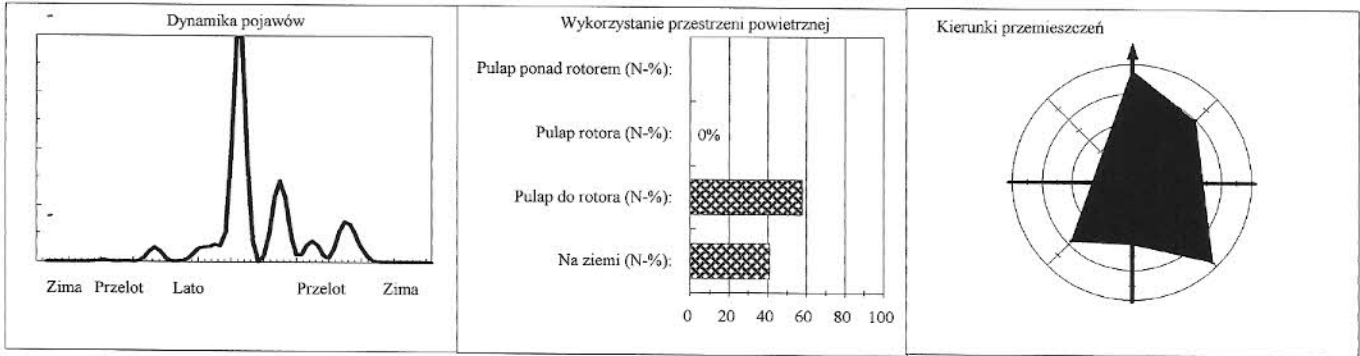 Dynamika pojawów
Zima Przelot Lato Przelot Zima
Wykorzystanie przestrzeni powietrznej
Pulap ponad rotorem (N-%):
Pulap rotora (N-%):
0%
Pulap do rotora (N-%):
Na ziemi (N-%):
0 20 40 60 80 100
Kierunki przemieszczeń